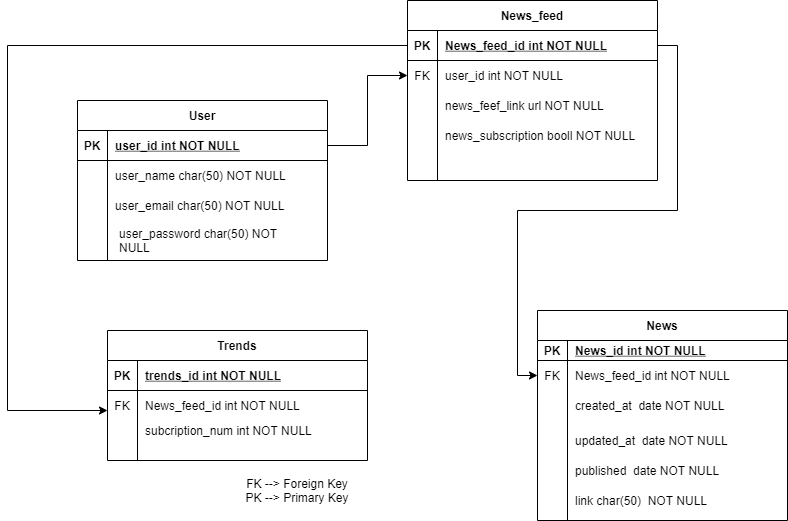 News_feed
PK News_feed_id int NOT NULL
FK user_id int NOT NULL
news_feef_link url NOT NULL
news_subscription booll NOT NULL
User
PK user_id int NOT NULL
user_name char(50) NOT NULL
user_email char(50) NOT NULL
user_password char(50) NOT
NULL
Trends
PK trends_id int NOT NULL
FK News_feed_id int NOT NULL
subcription_num int NOT NULL
News
PK News_id int NOT NULL
FK News_feed_id int NOT NULL
created_at date NOT NULL
updated_at date NOT NULL
published date NOT NULL
link char(50) NOT NULL
FK --> Foreign Key
PK --> Primary Key